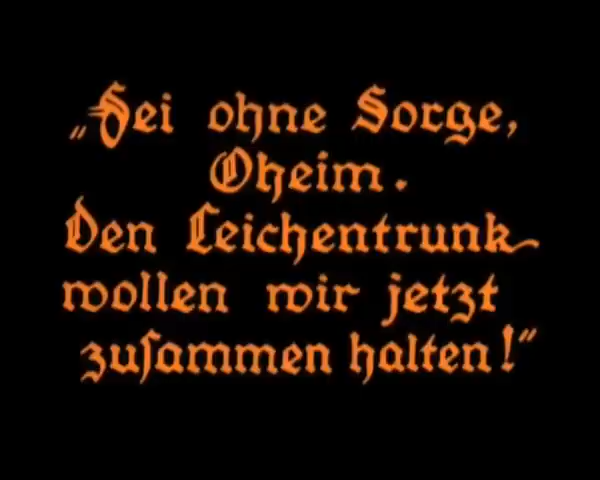 „Sei ohne Sorge,
Oheim.
Den Leichentrunk
wollen wir jetzt
zuſammen halten!“